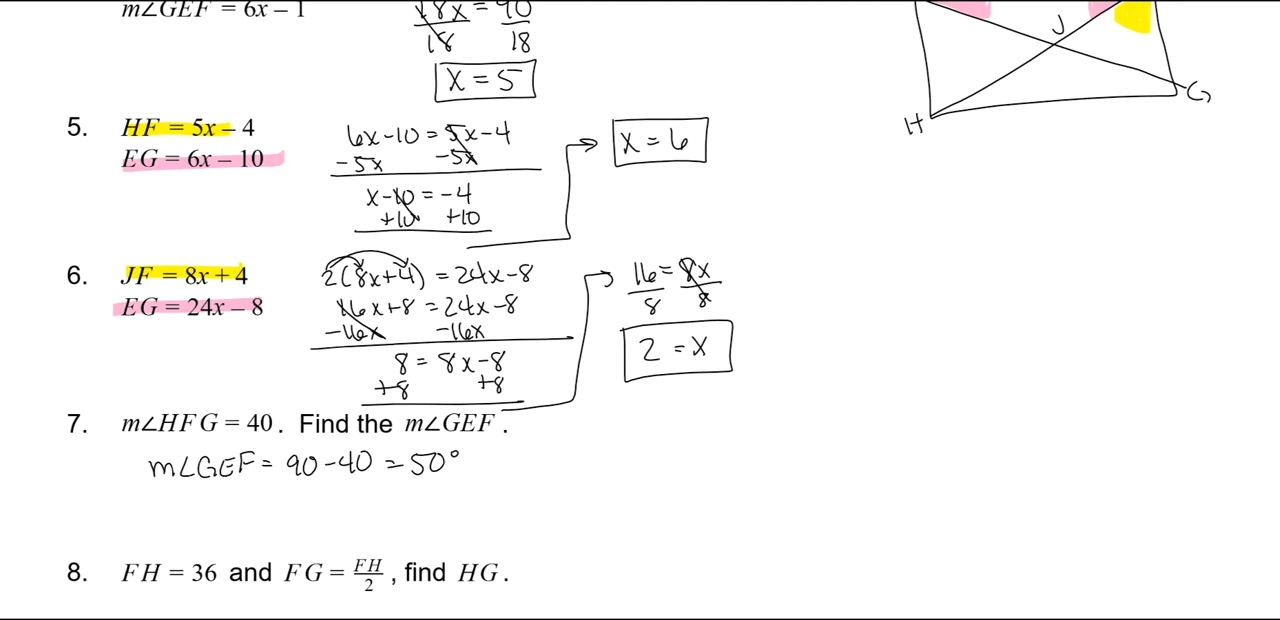 m∠GEF = 6x − 1
18x = 90
18 18
x = 5
J
G
H
5. HF = 5x − 4
EG = 6x − 10
6x − 10 = 5x − 4
−5x −5x
x − 10 = −4
+10 +10
x = 6
6. JF = 8x + 4
EG = 24x − 8
2(8x+4) = 24x − 8
16x + 8 = 24x − 8
−16x −16x
8 = 8x − 8
+8 +8
16 = 8x
8 8
2 = x
7. m∠HFG = 40. Find the m∠GEF.
m∠GEF = 90 − 40 = 50°
8. FH = 36 and FG = FH/2, find HG.